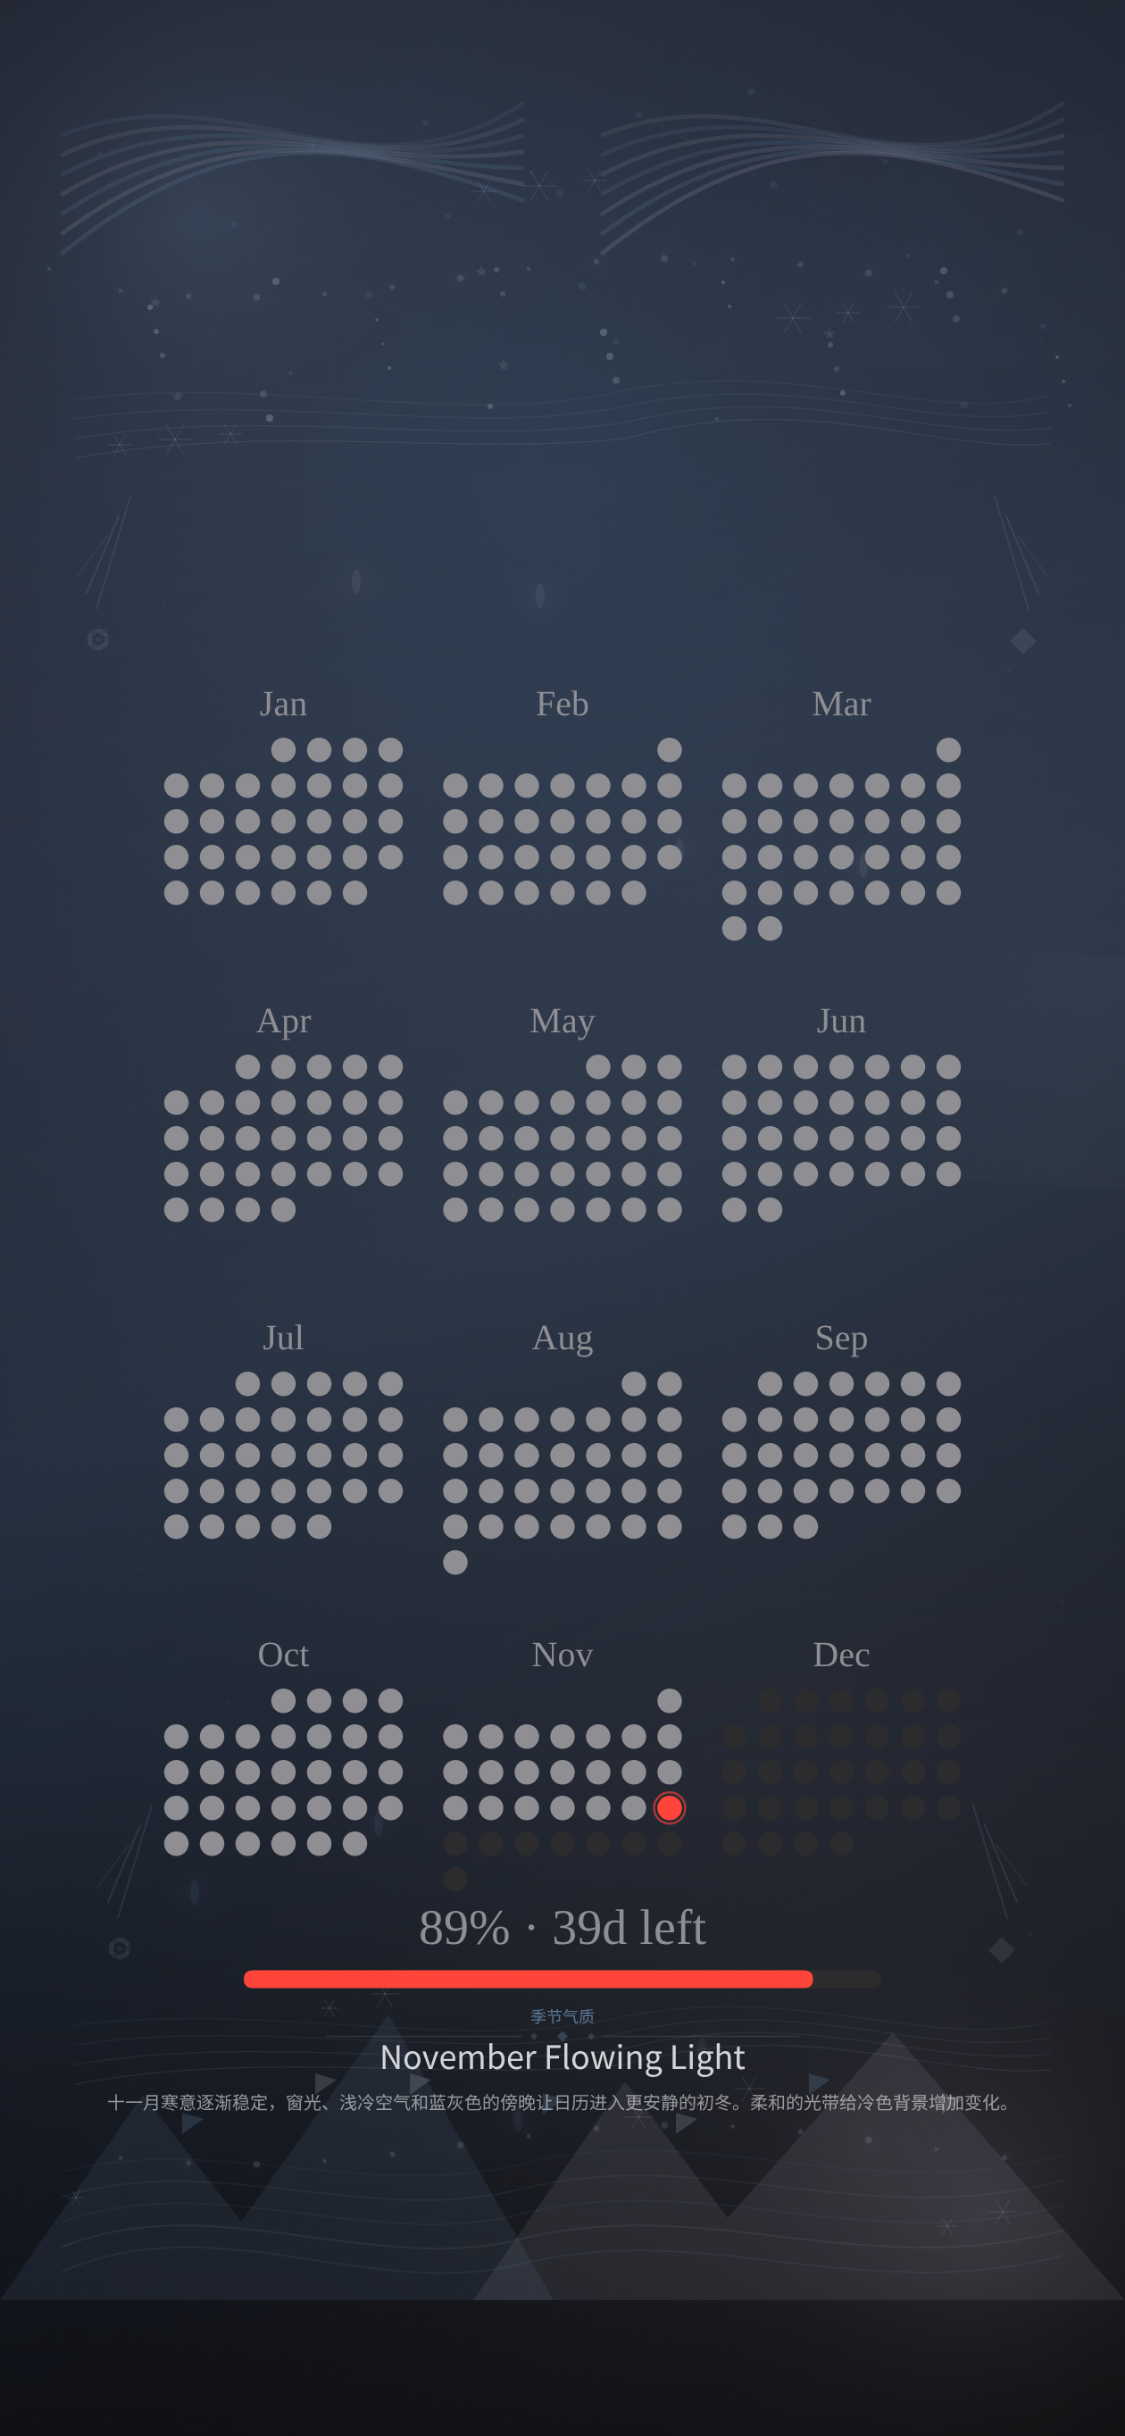 Jan Feb Mar
Apr May Jun
Jul Aug Sep
Oct Nov Dec
89% · 39d left
季节气质
November Flowing Light
十一月寒意逐渐稳定，窗光、浅冷空气和蓝灰色的傍晚让日历进入更安静的初冬。柔和的光带给冷色背景增加变化。